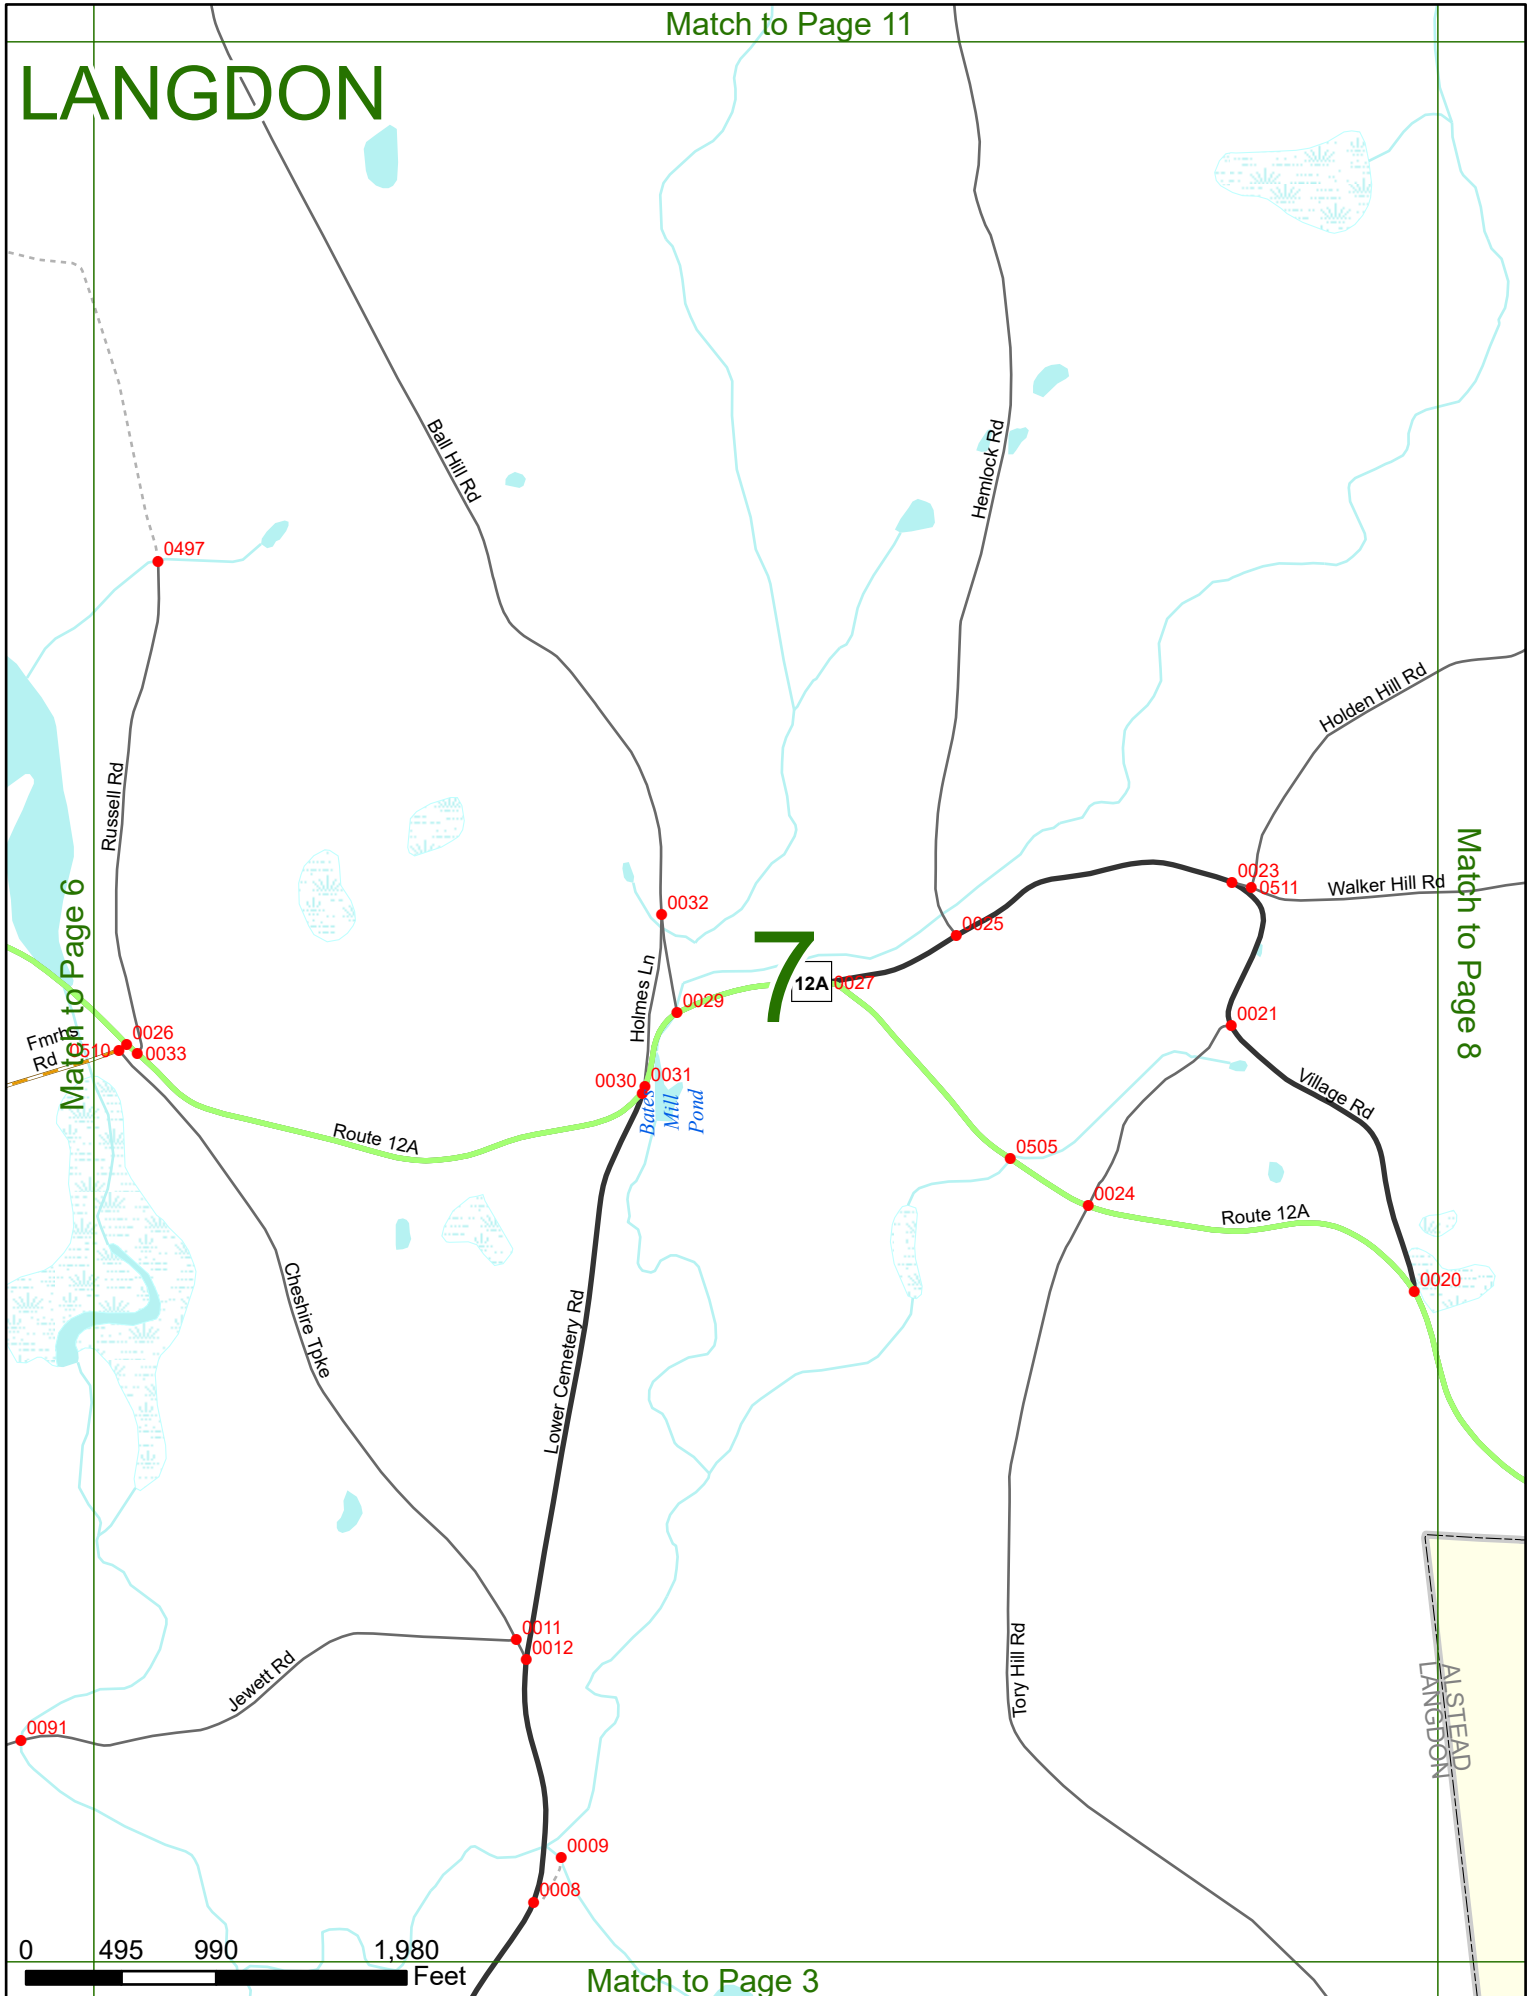 Match to Page 11
LANGDON
Ball Hill Rd
Hemlock Rd
0497
Holden Hill Rd
Russell Rd
Match to Page 6
Match to Page 8
0023
0511
Walker Hill Rd
0032
0025
7
12A
0027
Holmes Ln
0029
0021
Fmrhs
Rd
0510
0026
0033
0031
0030
Bates
Mill
Pond
Village Rd
Route 12A
0505
0024
Route 12A
0020
Cheshire Tpke
Lower Cemetery Rd
0011
0012
Jewett Rd
Tory Hill Rd
ALSTEAD
LANGDON
0091
0009
0008
0 495 990 1,980
Feet
Match to Page 3